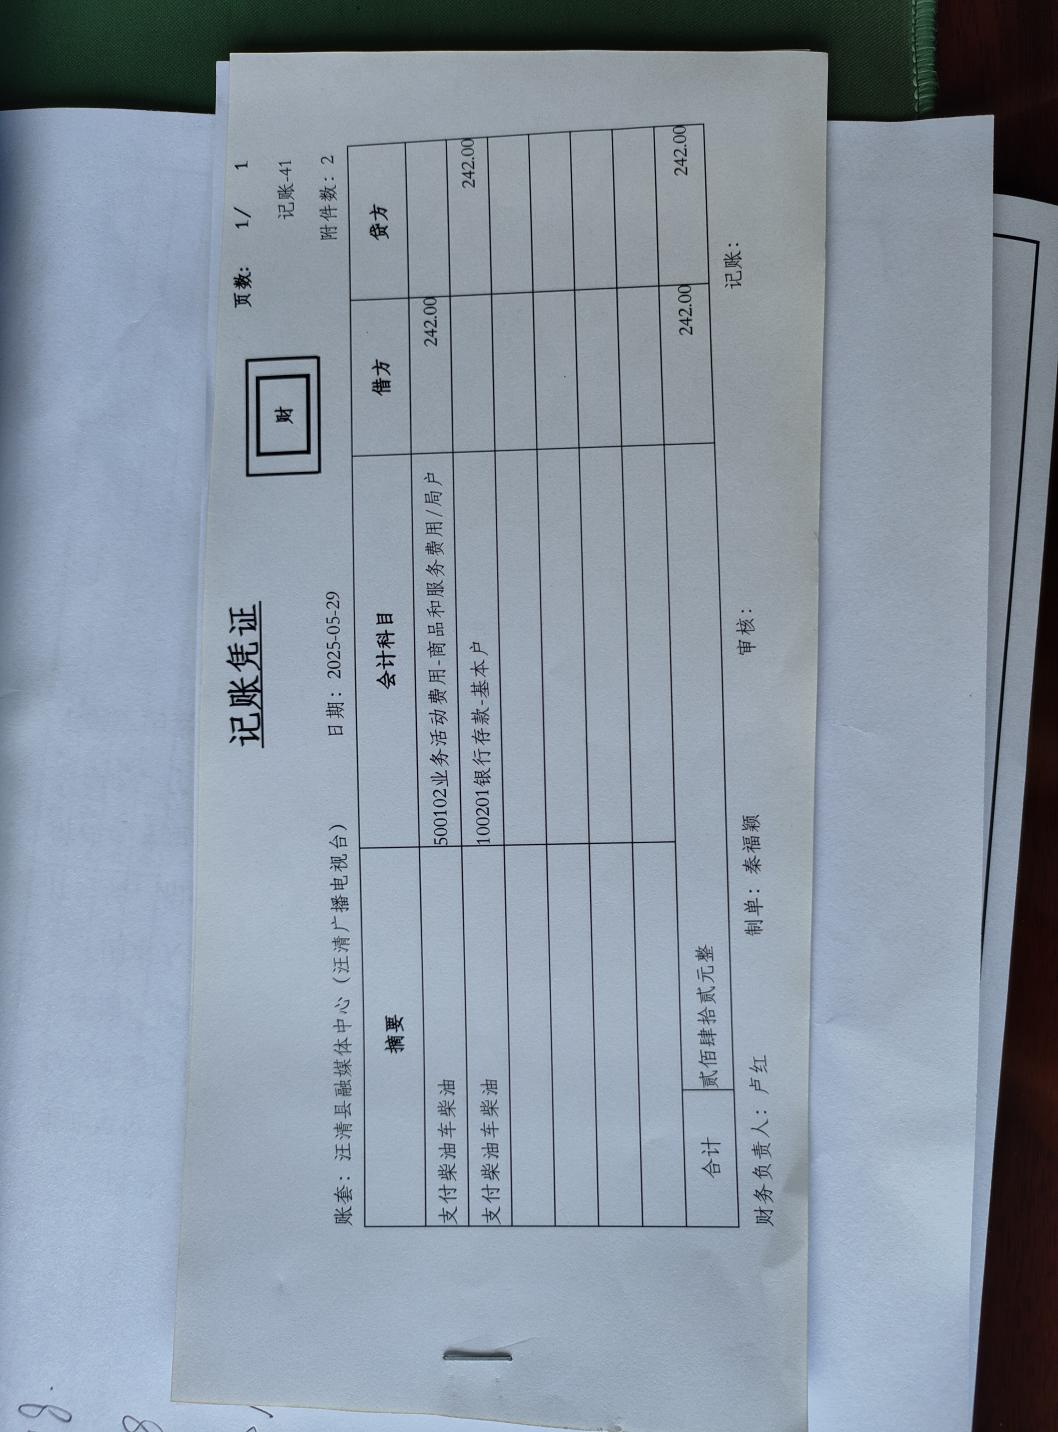 记账凭证
财
页数: 1/ 1
记账-41
账套: 汪清县融媒体中心（汪清广播电视台） 日期: 2025-05-29 附件数: 2
摘要 会计科目 借方 贷方
支付柴油车柴油 500102业务活动费用-商品和服务费用/局户 242.00
支付柴油车柴油 100201银行存款-基本户 242.00
合计 贰佰肆拾贰元整 242.00 242.00
财务负责人: 卢红 制单: 秦福颖 审核: 记账: